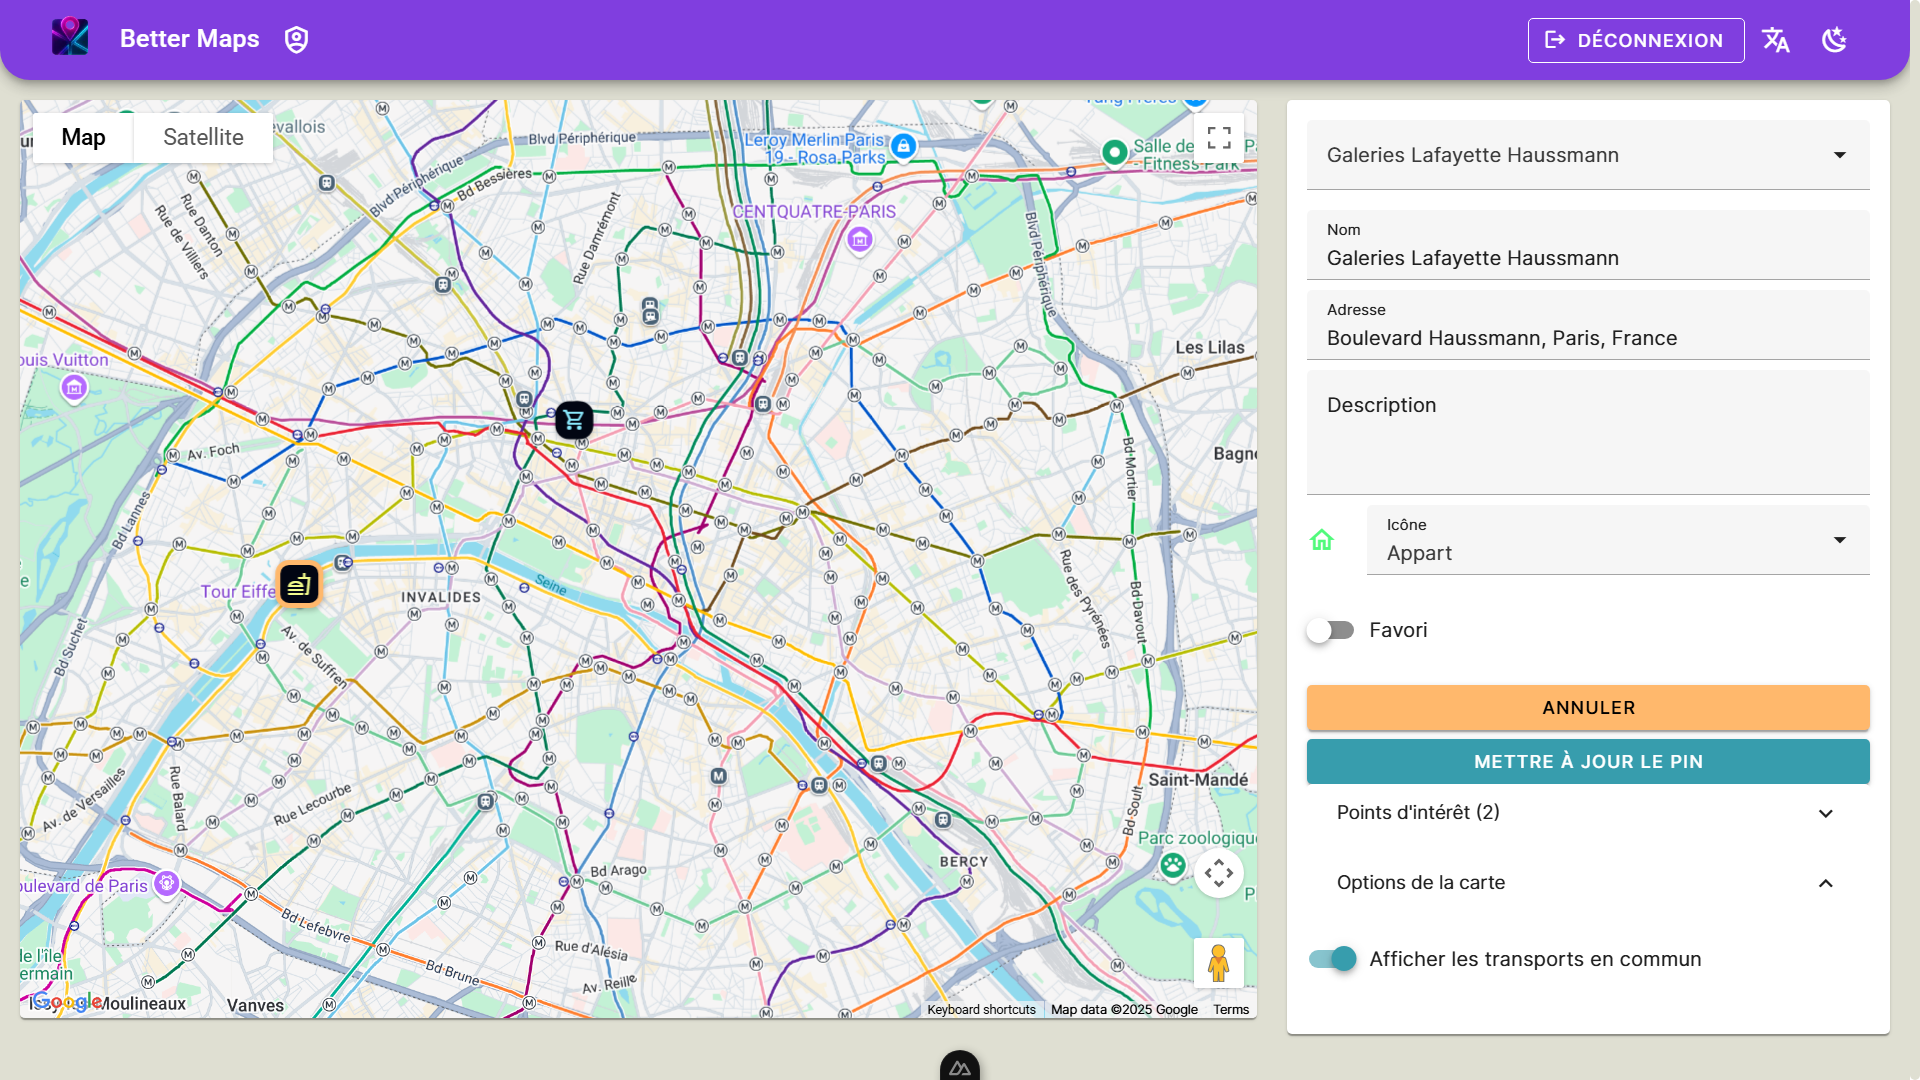 Better Maps
DÉCONNEXION
Map
Satellite
evallois
Blvd Périphérique
Leroy Merlin Paris
19 - Rosa Parks
Salle de
- Fitness Park
Blvd Périphérique
Bd Bessières
Rue Danton
Rue de Villiers
Rue Damrémont
CENTQUATRE-PARIS
Blvd Périphérique
ouis Vuitton
Les Lilas
Av. Foch
Bd Mortier
Bagno
Bd Lannes
Tour Eiffe
INVALIDES
Seine
Rue des Pyrénées
Bd Davout
Bd Suchet
Av. de Suffren
Saint-Mandé
Rue Balard
Av. de Versailles
Rue Lecourbe
Bd Soult
Parc zoologique
BERCY
Bd Arago
oulevard de Paris
Bd Lefebvre
Rue d'Alésia
Bd Brune
Av. Reille
le l'île
ermain
Google
Moulineaux
Vanves
Keyboard shortcuts
Map data ©2025 Google
Terms
Galeries Lafayette Haussmann
Nom
Galeries Lafayette Haussmann
Adresse
Boulevard Haussmann, Paris, France
Description
Icône
Appart
Favori
ANNULER
METTRE À JOUR LE PIN
Points d'intérêt (2)
Options de la carte
Afficher les transports en commun